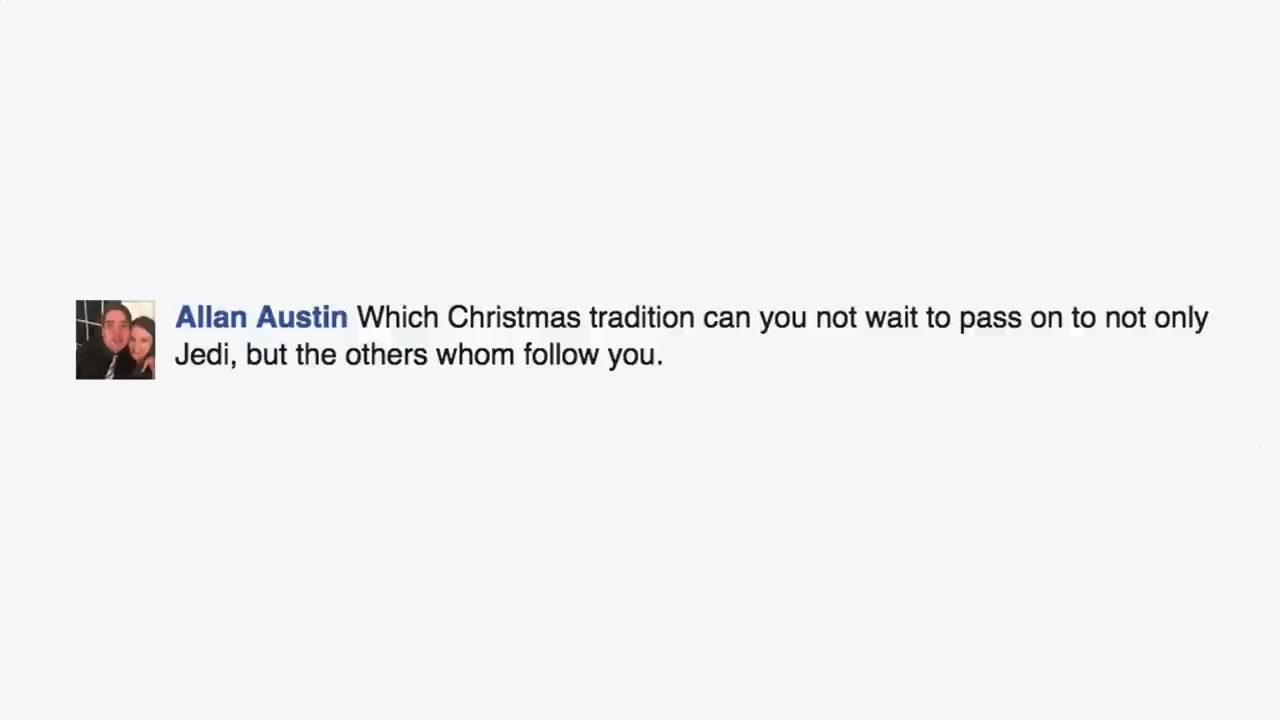 Allan Austin Which Christmas tradition can you not wait to pass on to not only
Jedi, but the others whom follow you.